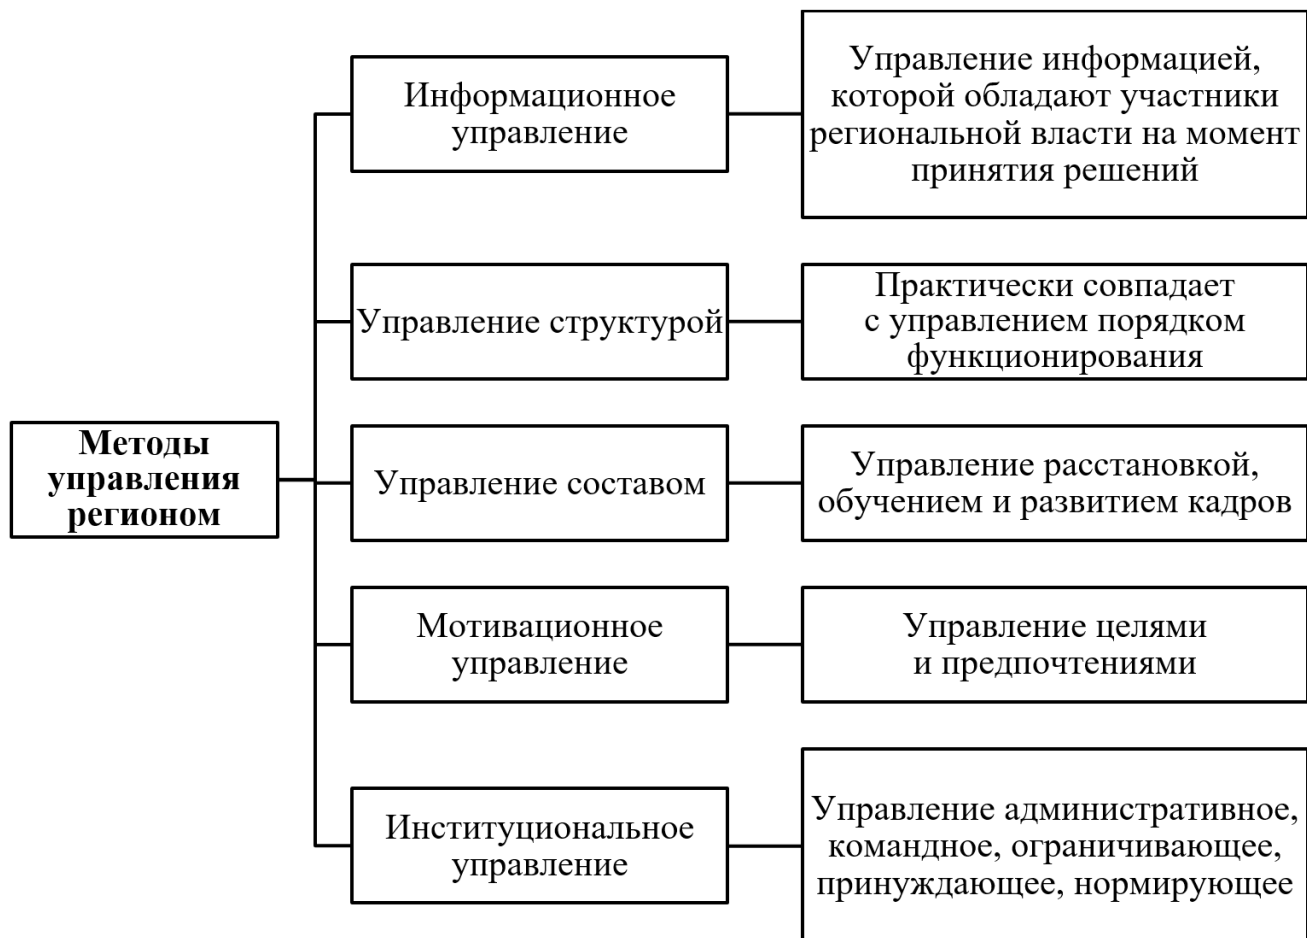 Методы
управления
регионом
Информационное
управление
Управление информацией,
которой обладают участники
региональной власти на момент
принятия решений
Управление структурой
Практически совпадает
с управлением порядком
функционирования
Управление составом
Управление расстановкой,
обучением и развитием кадров
Мотивационное
управление
Управление целями
и предпочтениями
Институциональное
управление
Управление административное,
командное, ограничивающее,
принуждающее, нормирующее